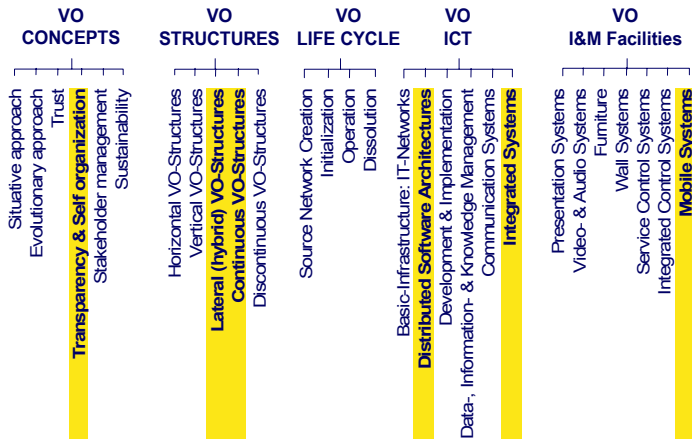 VO
CONCEPTS
Situative approach
Evolutionary approach
Trust
Transparency & Self organization
Stakeholder management
Sustainability
VO
STRUCTURES
Horizontal VO-Structures
Vertical VO-Structures
Lateral (hybrid) VO-Structures
Continuous VO-Structures
Discontinuous VO-Structures
VO
LIFE CYCLE
Source Network Creation
Initialization
Operation
Dissolution
VO
ICT
Basic-Infrastructure: IT-Networks
Distributed Software Architectures
Development & Implementation
Data-, Information- & Knowledge Management
Communication Systems
Integrated Systems
VO
I&M Facilities
Presentation Systems
Video- & Audio Systems
Furniture
Wall Systems
Service Control Systems
Integrated Control Systems
Mobile Systems